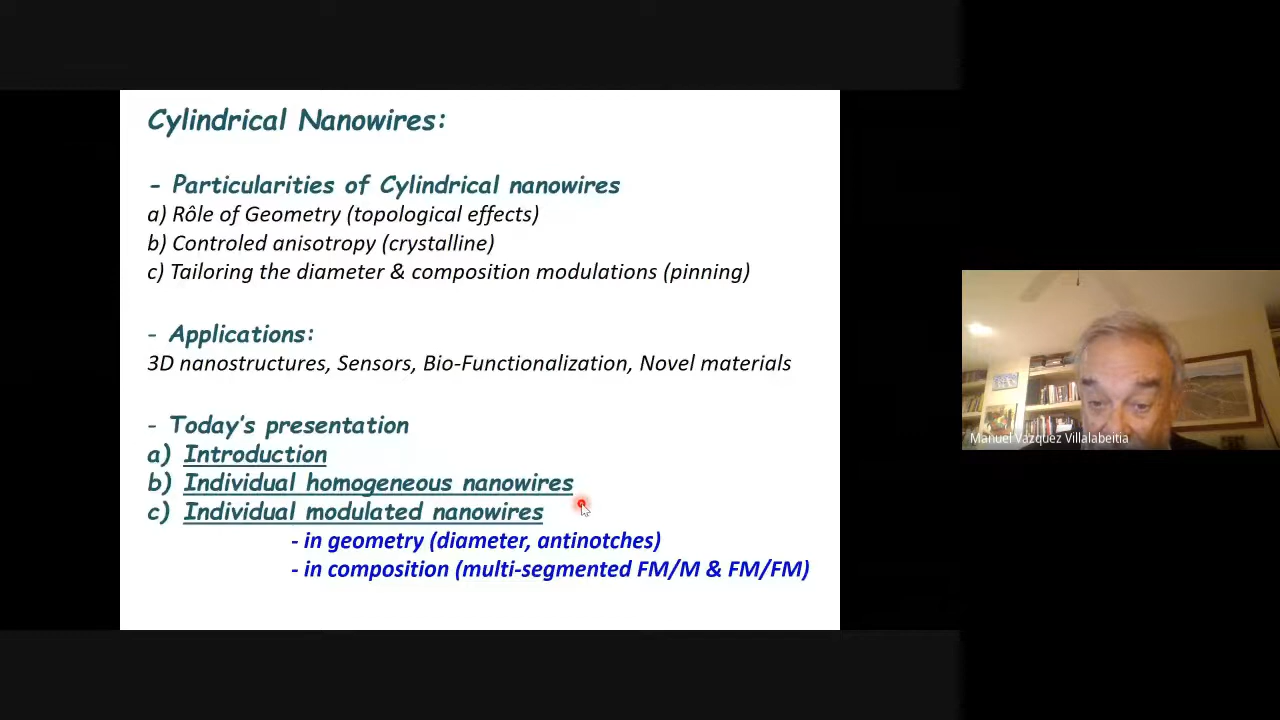 Cylindrical Nanowires:
- Particularities of Cylindrical nanowires
a) Rôle of Geometry (topological effects)
b) Controled anisotropy (crystalline)
c) Tailoring the diameter & composition modulations (pinning)
- Applications:
3D nanostructures, Sensors, Bio-Functionalization, Novel materials
- Today's presentation
a) Introduction
b) Individual homogeneous nanowires
c) Individual modulated nanowires
- in geometry (diameter, antinotches)
- in composition (multi-segmented FM/M & FM/FM)
Manuel Vázquez Villalabeitia